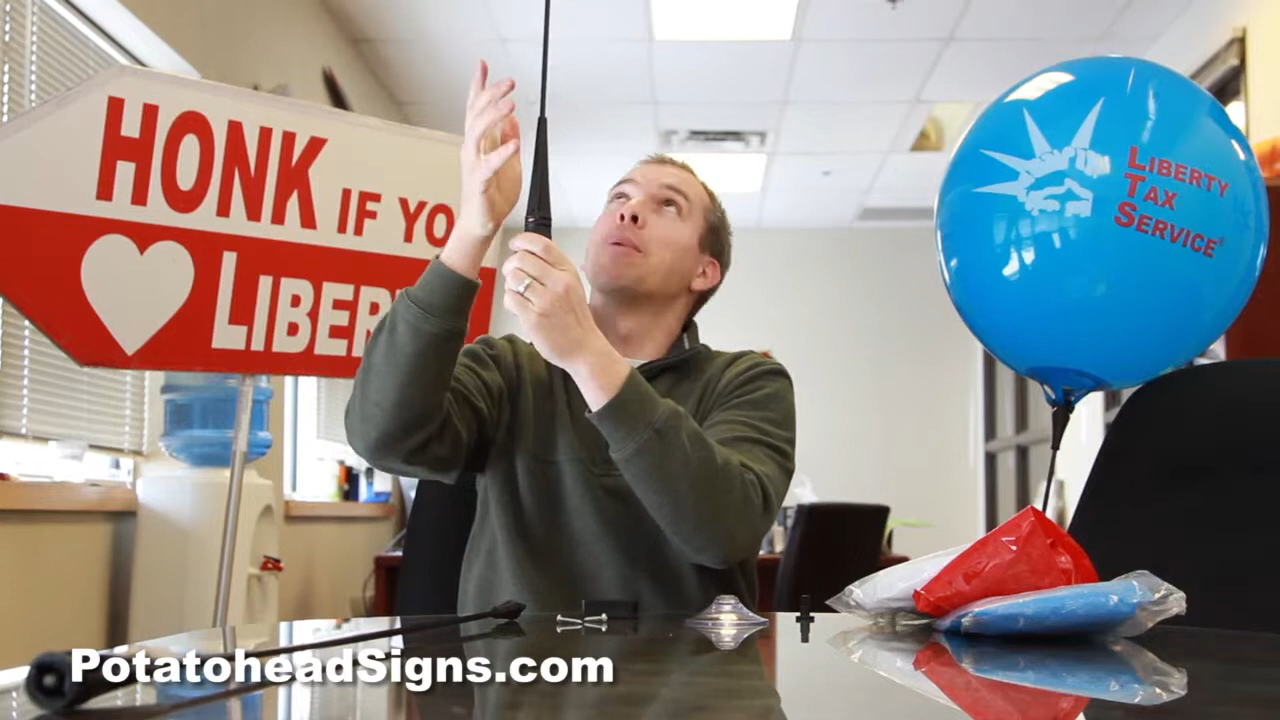 HONK IF YO
LIBER
LIBERTY
TAX
SERVICE®
PotatoheadSigns.com